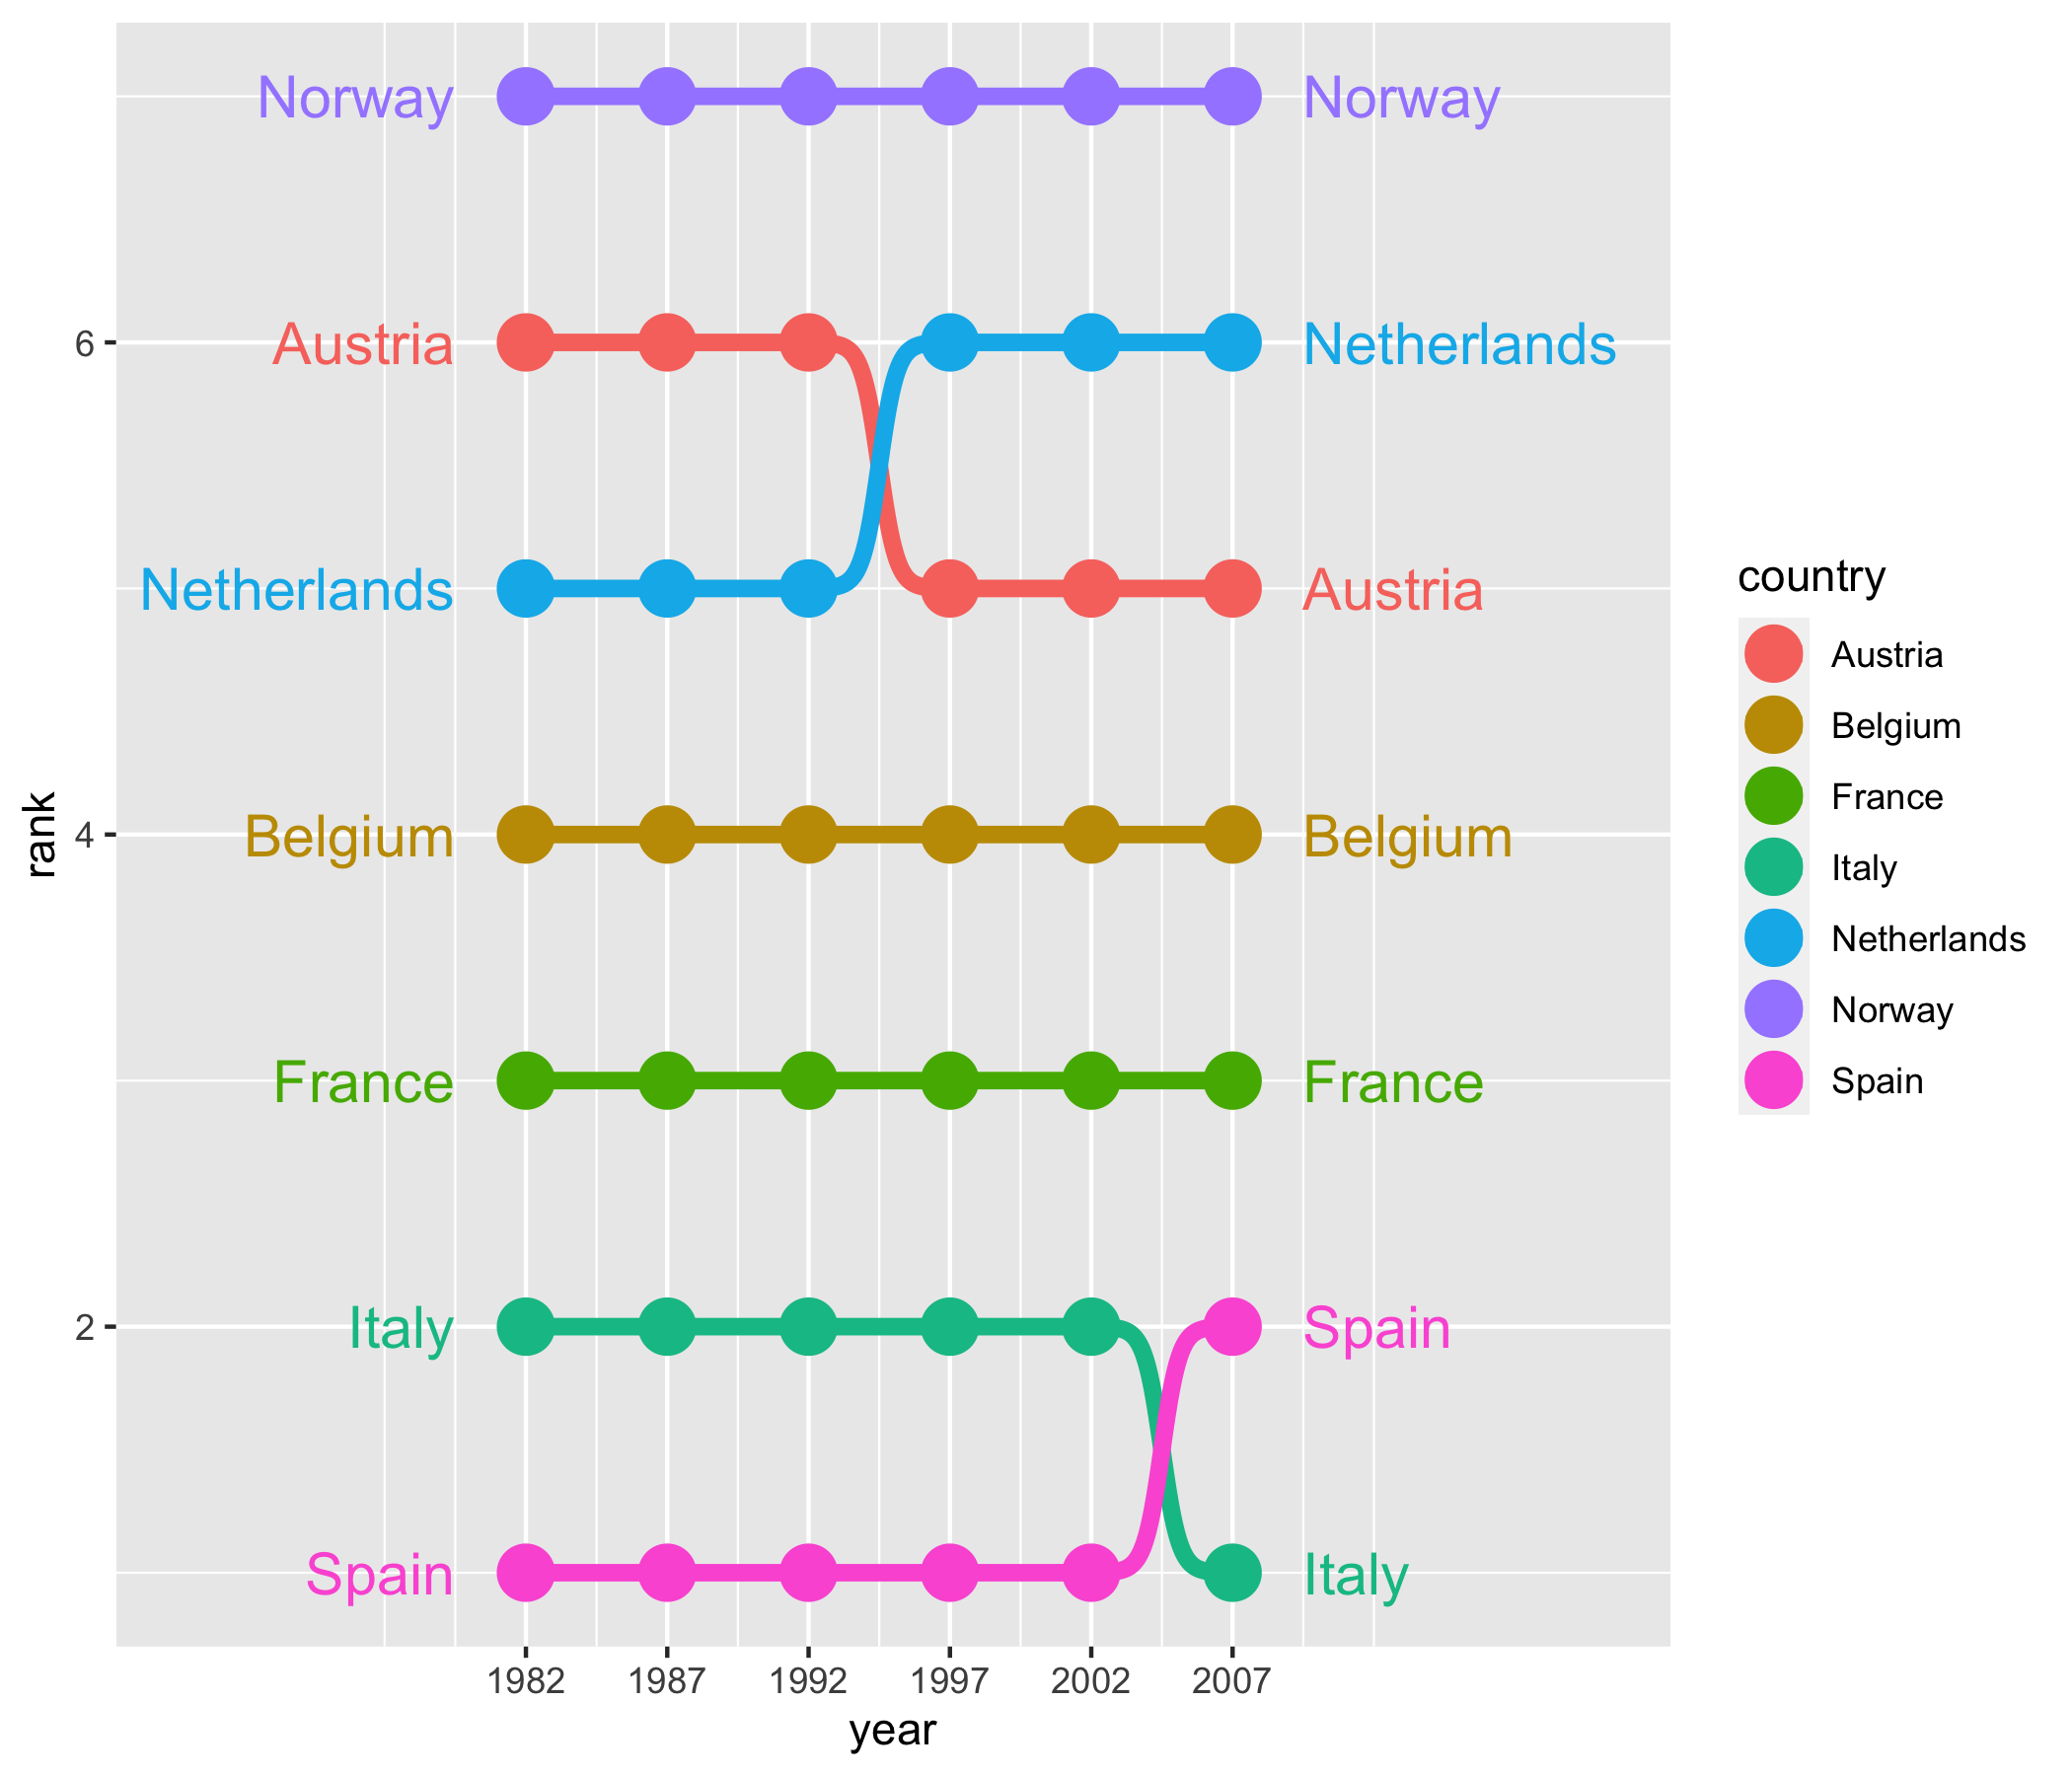 Norway Norway
6 Austria Netherlands
Netherlands Austria
4 Belgium Belgium
France France
2 Italy Spain
Spain Italy
rank
1982 1987 1992 1997 2002 2007
year
country
Austria
Belgium
France
Italy
Netherlands
Norway
Spain